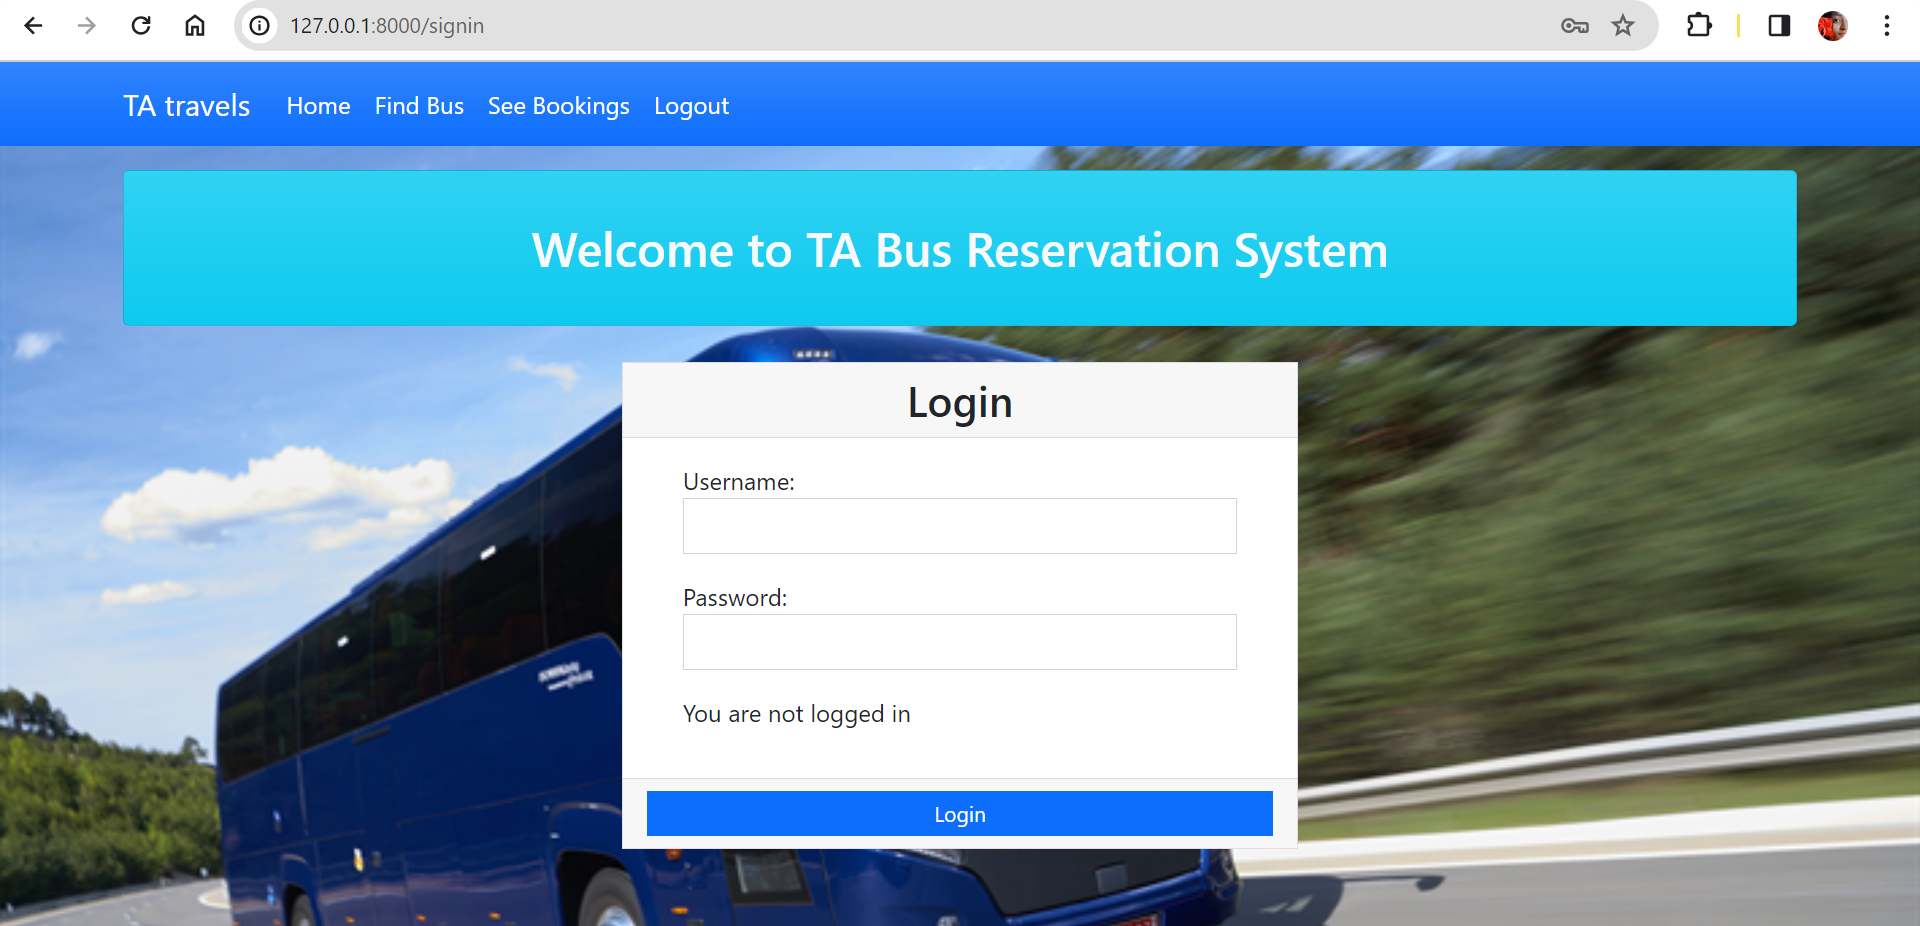 127.0.0.1:8000/signin
TA travels Home Find Bus See Bookings Logout
Welcome to TA Bus Reservation System
Login
Username:
Password:
You are not logged in
Login